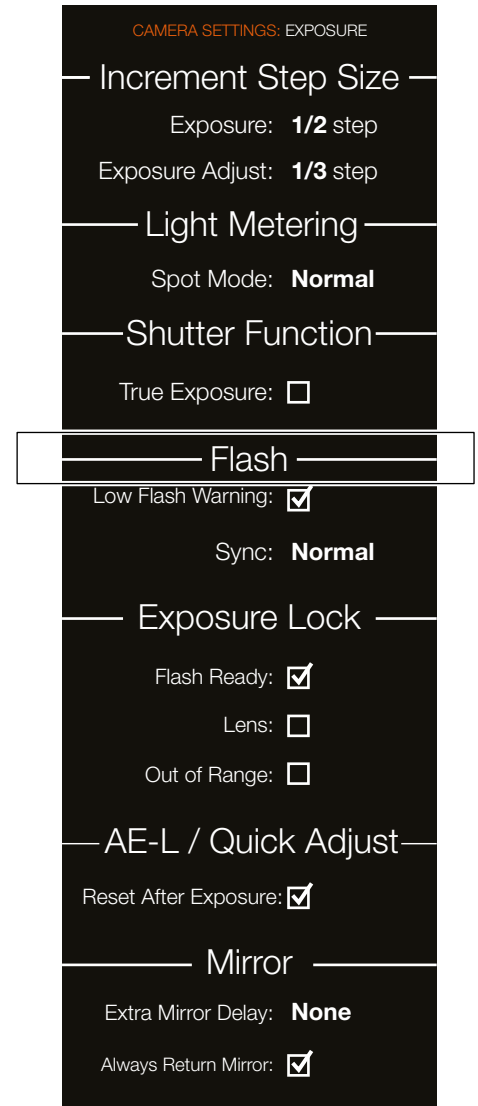 CAMERA SETTINGS: EXPOSURE
Increment Step Size
Exposure: 1/2 step
Exposure Adjust: 1/3 step
Light Metering
Spot Mode: Normal
Shutter Function
True Exposure:
Flash
Low Flash Warning:
Sync: Normal
Exposure Lock
Flash Ready:
Lens:
Out of Range:
AE-L / Quick Adjust
Reset After Exposure:
Mirror
Extra Mirror Delay: None
Always Return Mirror: